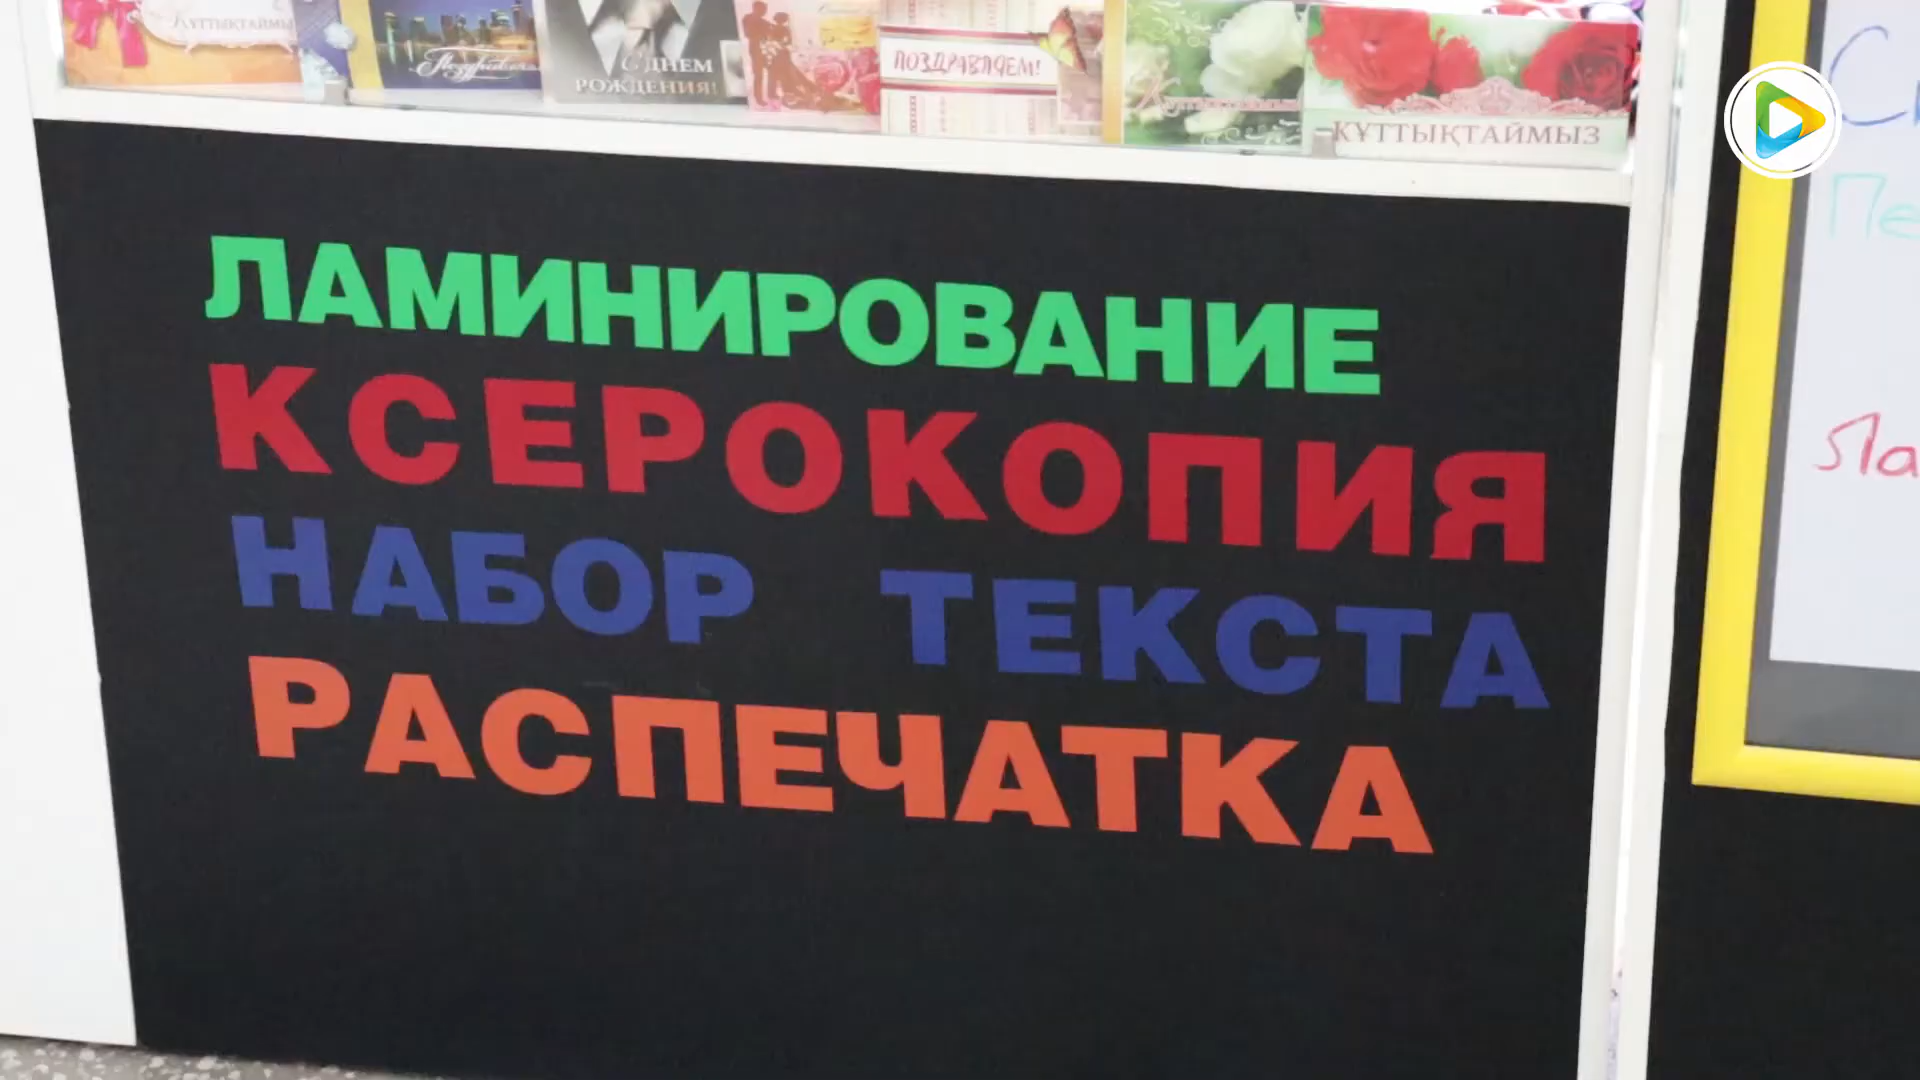 ҚҰТТЫҚТАЙМЫЗ
С ДНЕМ
РОЖДЕНИЯ!
ПОЗДРАВЛЯЕМ!
ҚҰТТЫҚТАЙМЫЗ
ЛАМИНИРОВАНИЕ
КСЕРОКОПИЯ
НАБОР ТЕКСТА
РАСПЕЧАТКА